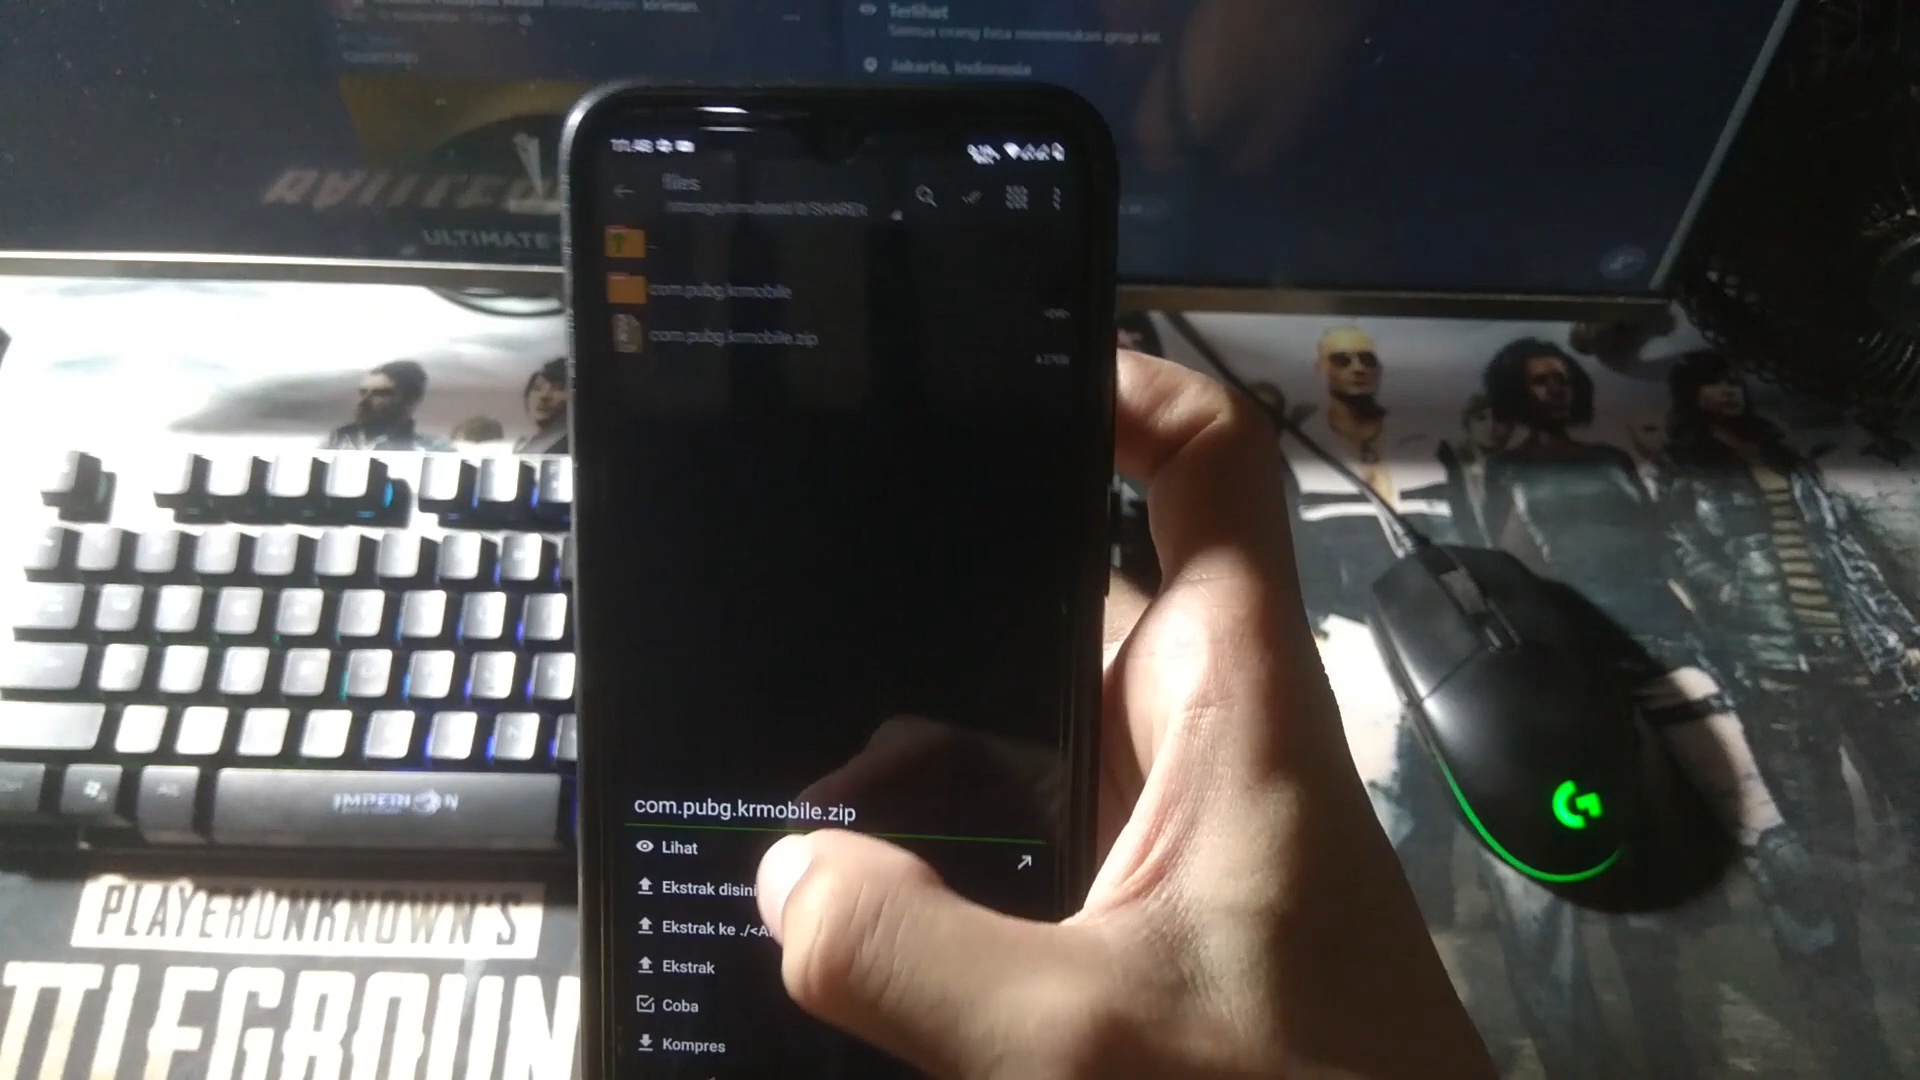 Terlihat
Semua orang bisa menemukan grup ini.
Jakarta, Indonesia
ULTIMATE
files
com.pubg.krmobile
com.pubg.krmobile.zip
com.pubg.krmobile.zip
Lihat
Ekstrak disini
Ekstrak ke ./<A
Ekstrak
Coba
Kompres
IMPERION
PLAYERUNKNOWN'S
TTLEGROUN